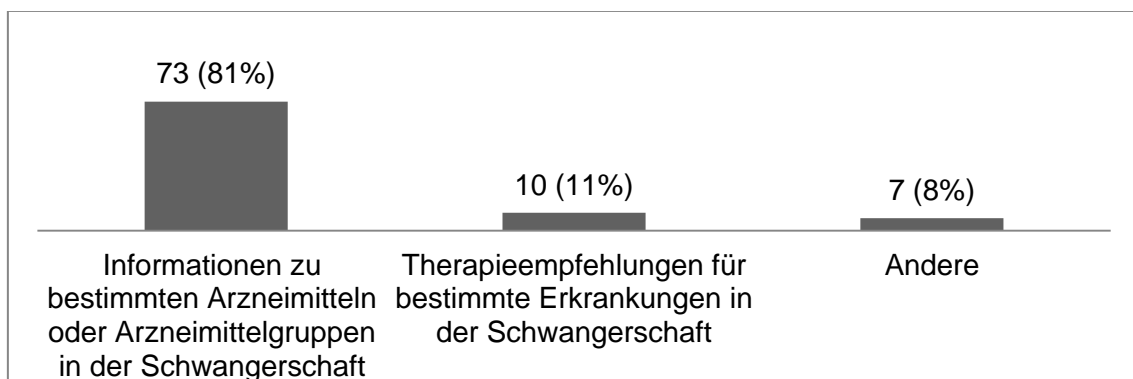 73 (81%)
10 (11%)
7 (8%)
Informationen zu
bestimmten Arzneimitteln
oder Arzneimittelgruppen
in der Schwangerschaft
Therapieempfehlungen für
bestimmte Erkrankungen in
der Schwangerschaft
Andere